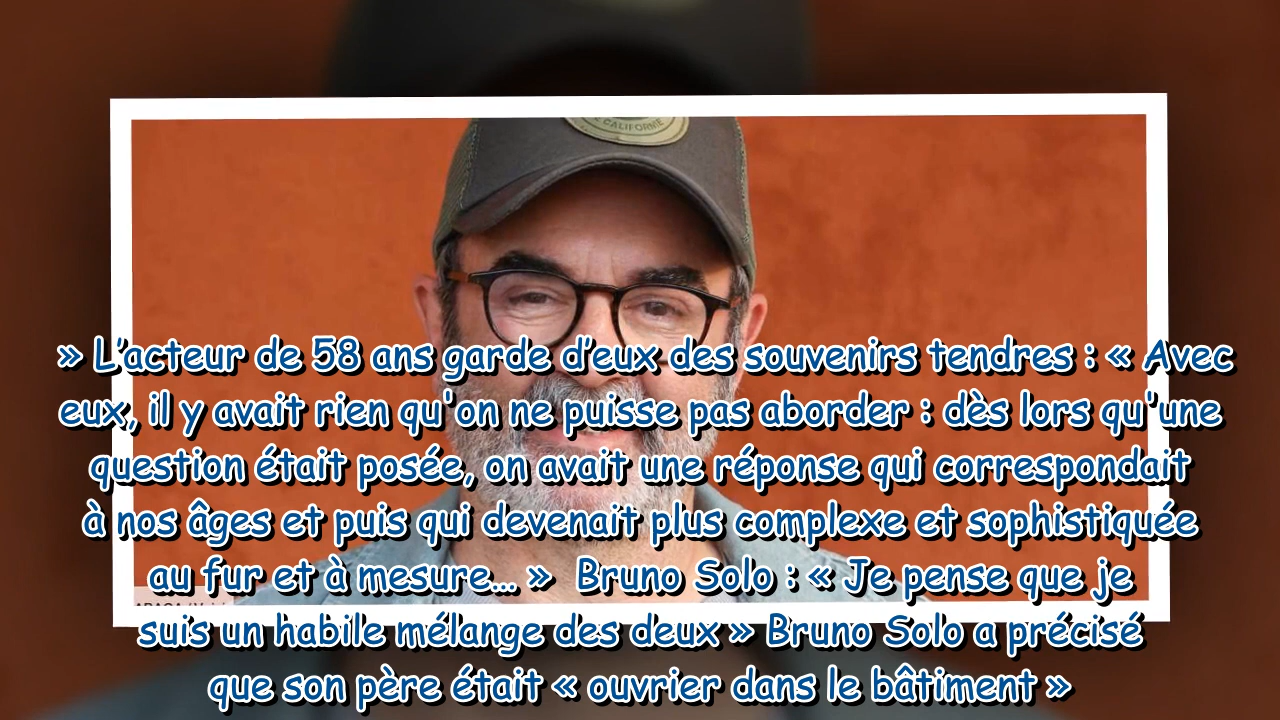 CALIFORNIE
» L'acteur de 58 ans garde d'eux des souvenirs tendres : « Avec
eux, il y avait rien qu'on ne puisse pas aborder : dès lors qu'une
question était posée, on avait une réponse qui correspondait
à nos âges et puis qui devenait plus complexe et sophistiquée
au fur et à mesure... »  Bruno Solo : « Je pense que je
suis un habile mélange des deux » Bruno Solo a précisé
que son père était « ouvrier dans le bâtiment »